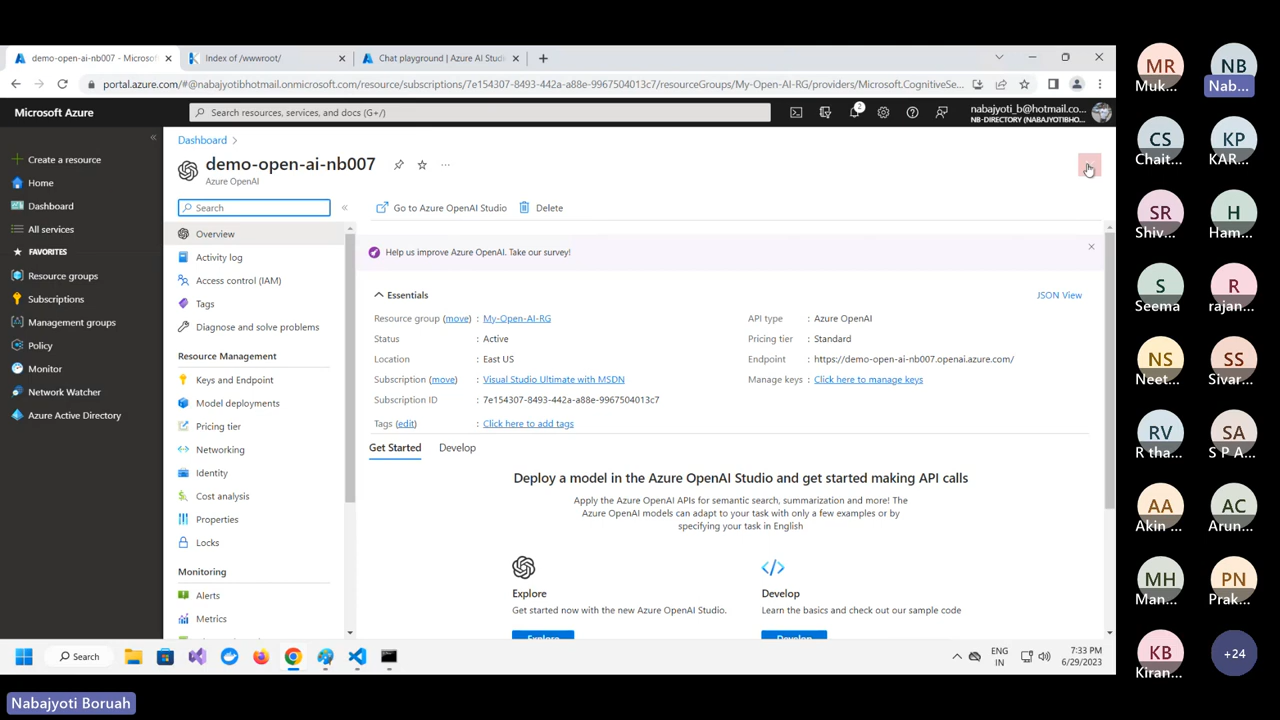 demo-open-ai-nb007 - Microsof
Index of /wwwroot/
Chat playground | Azure AI Studi
portal.azure.com/#@nabajyotibhotmail.onmicrosoft.com/resource/subscriptions/7e154307-8493-442a-a88e-9967504013c7/resourceGroups/My-Open-AI-RG/providers/Microsoft.CognitiveSe...
Microsoft Azure
Search resources, services, and docs (G+/)
2
nabajyoti_b@hotmail.co...
NB-DIRECTORY (NABAJYOTIBHO...
Create a resource
Home
Dashboard
All services
FAVORITES
Resource groups
Subscriptions
Management groups
Policy
Monitor
Network Watcher
Azure Active Directory
Dashboard
demo-open-ai-nb007
Azure OpenAI
Search
Overview
Activity log
Access control (IAM)
Tags
Diagnose and solve problems
Resource Management
Keys and Endpoint
Model deployments
Pricing tier
Networking
Identity
Cost analysis
Properties
Locks
Monitoring
Alerts
Metrics
Go to Azure OpenAI Studio
Delete
Help us improve Azure OpenAI. Take our survey!
Essentials
JSON View
Resource group (move) : My-Open-AI-RG
Status : Active
Location : East US
Subscription (move) : Visual Studio Ultimate with MSDN
Subscription ID : 7e154307-8493-442a-a88e-9967504013c7
Tags (edit) : Click here to add tags
API type : Azure OpenAI
Pricing tier : Standard
Endpoint : https://demo-open-ai-nb007.openai.azure.com/
Manage keys : Click here to manage keys
Get Started
Develop
Deploy a model in the Azure OpenAI Studio and get started making API calls
Apply the Azure OpenAI APIs for semantic search, summarization and more! The
Azure OpenAI models can adapt to your task with only a few examples or by
specifying your task in English
Explore
Get started now with the new Azure OpenAI Studio.
Explore
Develop
Learn the basics and check out our sample code
Develop
Search
ENG
IN
7:33 PM
6/29/2023
MR
Muk...
NB
Nab...
CS
Chait...
KP
KAR...
SR
Shiv...
H
Ham...
S
Seema
R
rajan...
NS
Neet...
SS
Sivar...
RV
R tha...
SA
S P A...
AA
Akin ...
AC
Arun...
MH
Man...
PN
Prak...
KB
Kiran...
+24
Nabajyoti Boruah